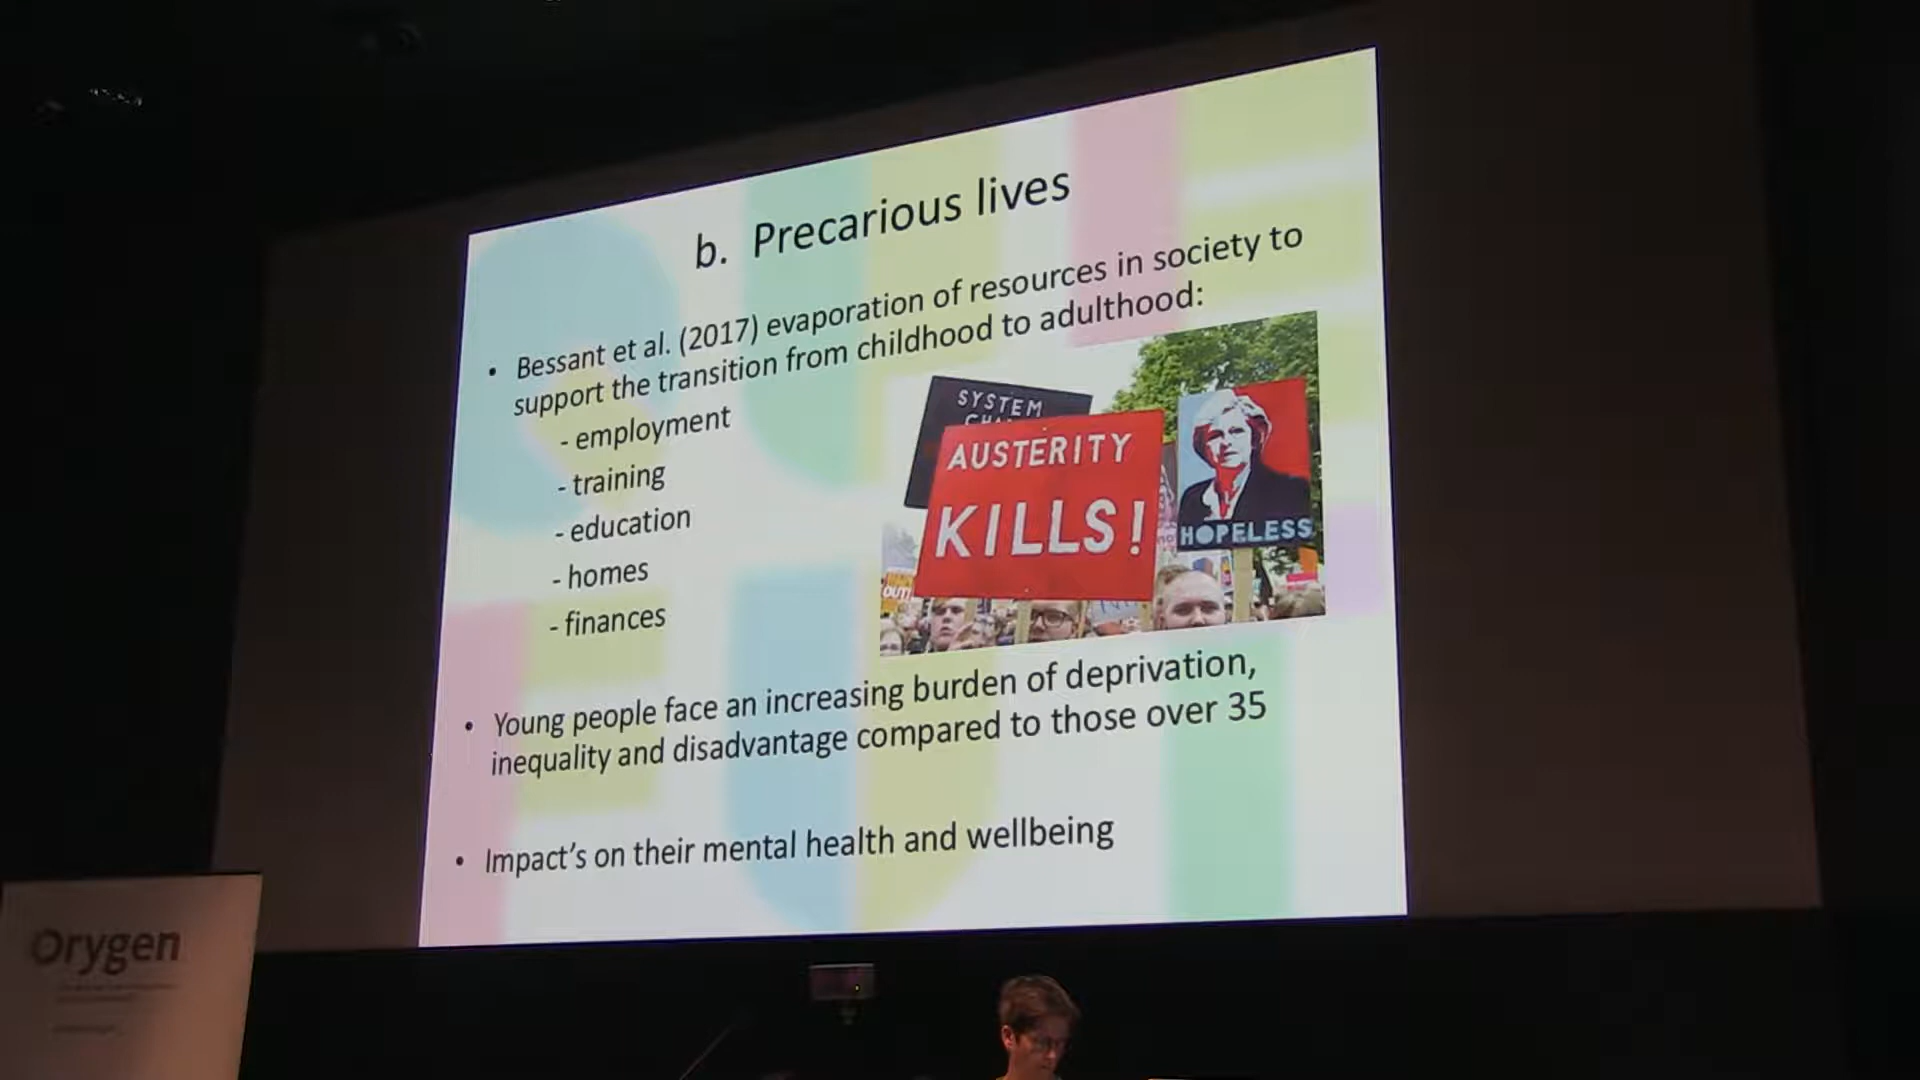 b. Precarious lives
• Bessant et al. (2017) evaporation of resources in society to
support the transition from childhood to adulthood:
- employment
- training
- education
- homes
- finances
SYSTEM
AUSTERITY
KILLS!
HOPELESS
OUT!
• Young people face an increasing burden of deprivation,
inequality and disadvantage compared to those over 35
• Impact's on their mental health and wellbeing
Orygen